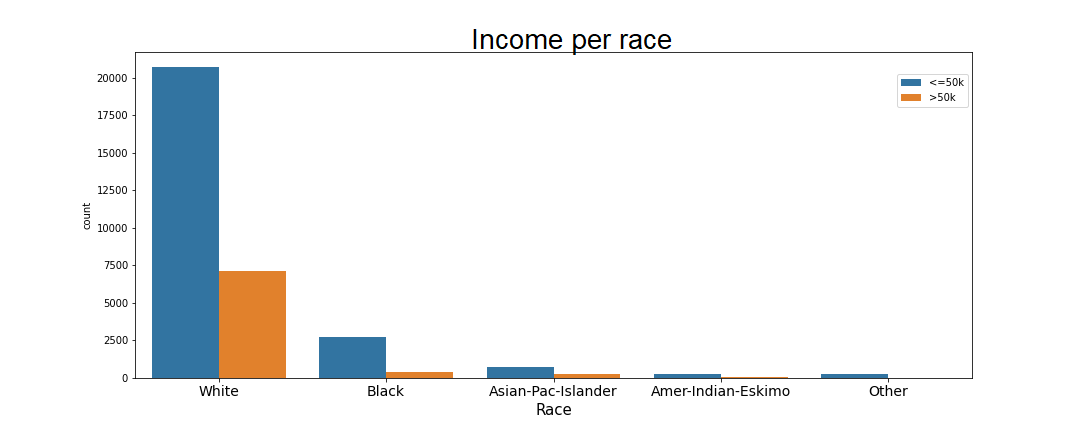 Income per race
<=50k
>50k
20000
17500
15000
12500
10000
7500
5000
2500
0
count
White Black Asian-Pac-Islander Amer-Indian-Eskimo Other
Race